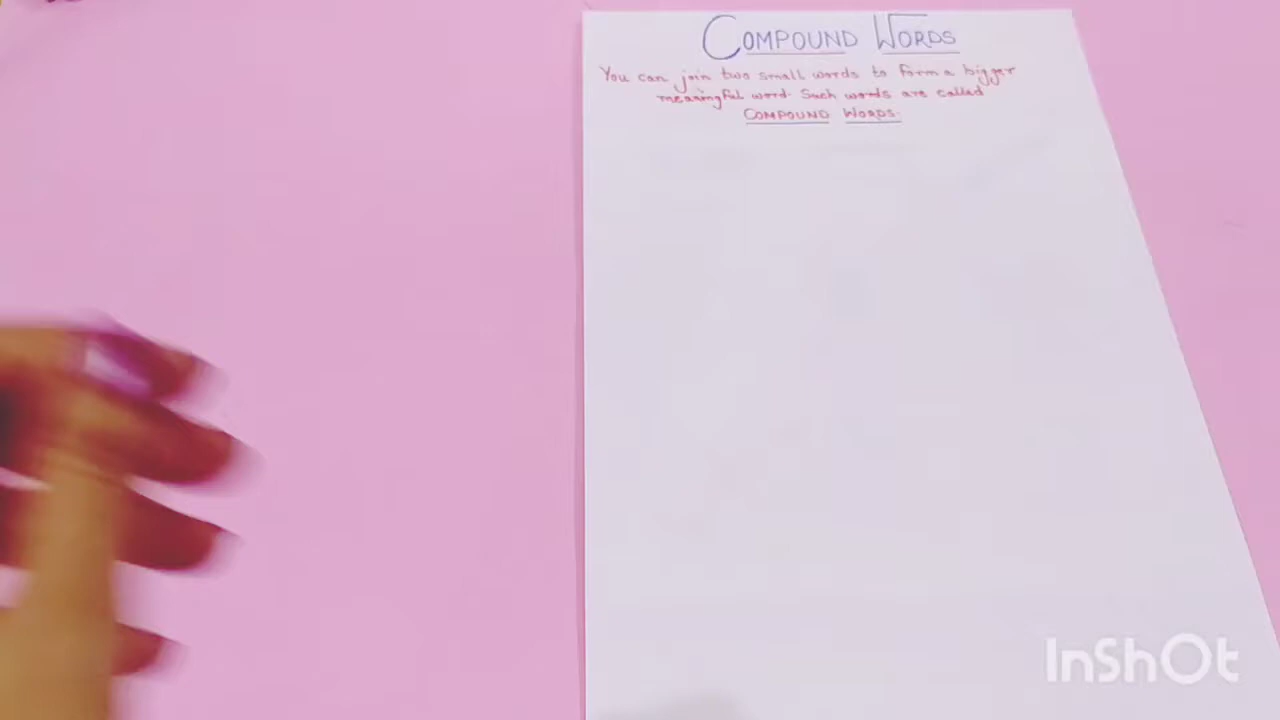 COMPOUND WORDS
You can join two small words to form a bigger
meaningful word. Such words are called
COMPOUND WORDS.
InShOt